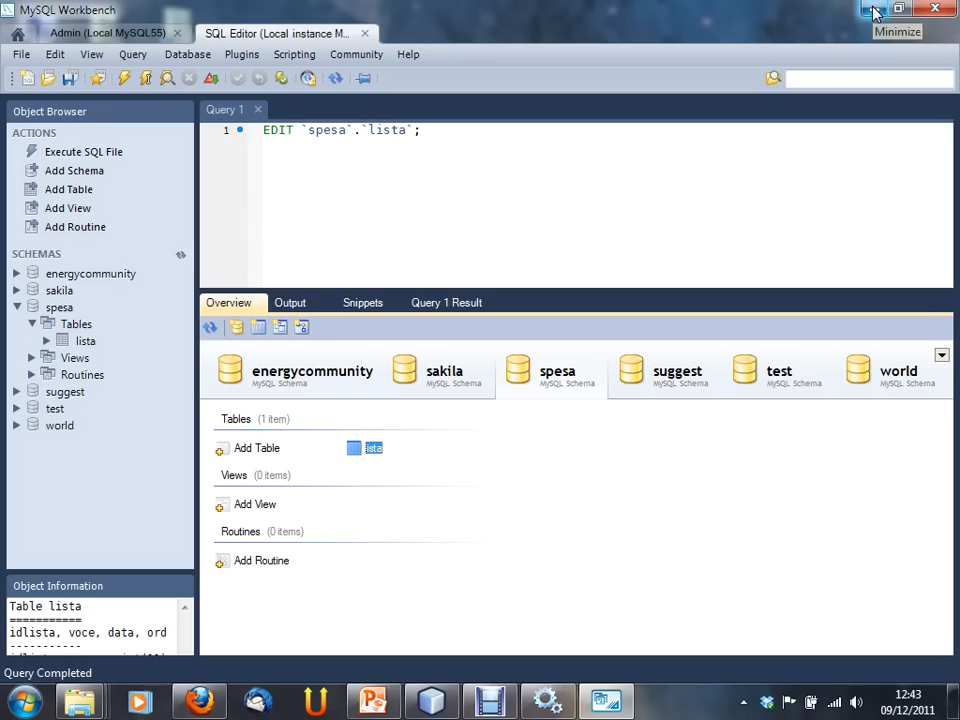 MySQL Workbench
Minimize
Admin (Local MySQL55)
SQL Editor (Local instance M...
File Edit View Query Database Plugins Scripting Community Help
Object Browser
ACTIONS
Execute SQL File
Add Schema
Add Table
Add View
Add Routine
SCHEMAS
energycommunity
sakila
spesa
Tables
lista
Views
Routines
suggest
test
world
Object Information
Table lista
===========
idlista, voce, data, ord
-----------
Query 1
1 EDIT `spesa`.`lista`;
Overview Output Snippets Query 1 Result
energycommunity
MySQL Schema
sakila
MySQL Schema
spesa
MySQL Schema
suggest
MySQL Schema
test
MySQL Schema
world
MySQL Schema
Tables (1 item)
Add Table
lista
Views (0 items)
Add View
Routines (0 items)
Add Routine
Query Completed
12:43
09/12/2011